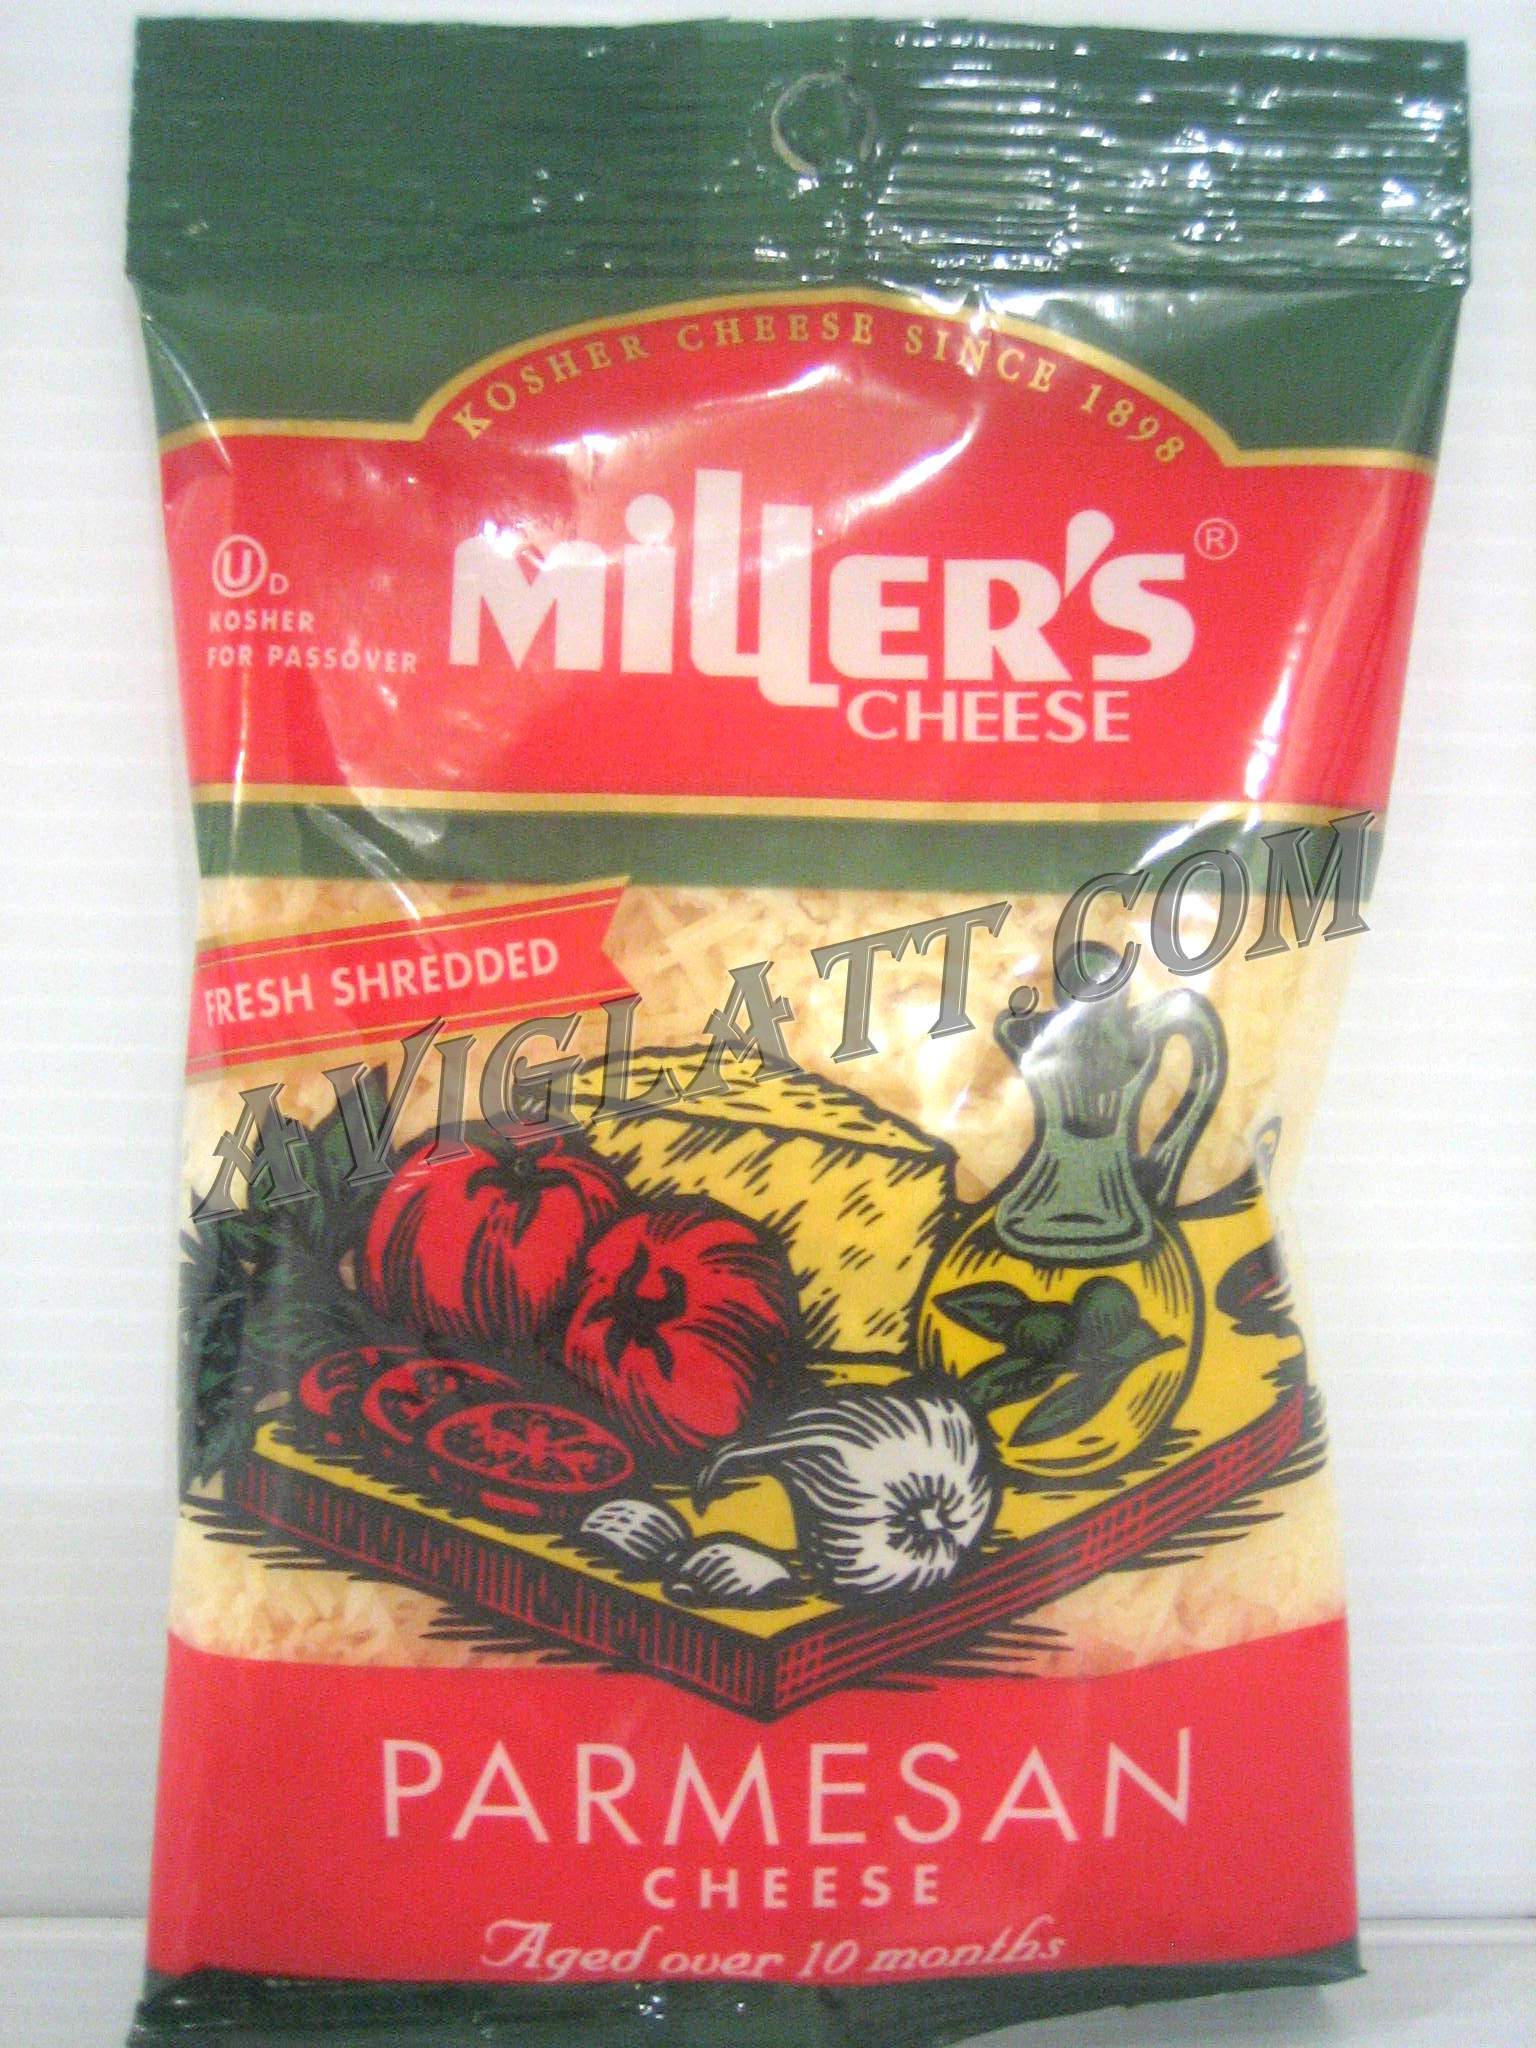 KOSHER CHEESE SINCE 1898
MILLER'S ®
CHEESE
U D
KOSHER
FOR PASSOVER
FRESH SHREDDED
AVIGLATT.COM
PARMESAN
CHEESE
Aged over 10 months